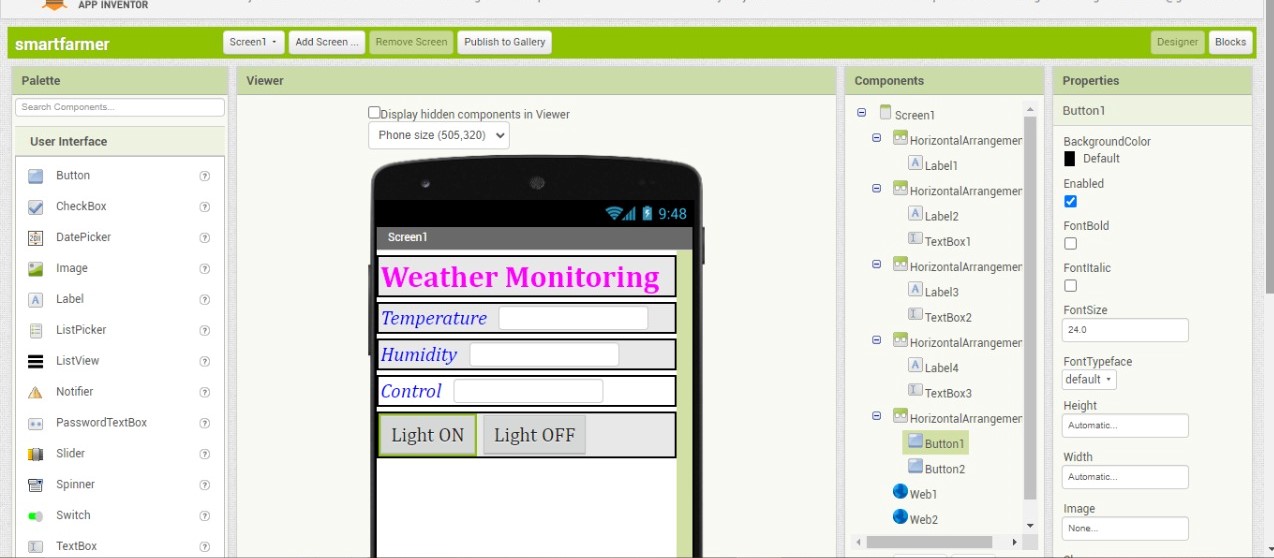 APP INVENTOR
smartfarmer
Screen1
Add Screen ...
Remove Screen
Publish to Gallery
Designer
Blocks
Palette
Search Components...
User Interface
Button
CheckBox
DatePicker
Image
Label
ListPicker
ListView
Notifier
PasswordTextBox
Slider
Spinner
Switch
TextBox
Viewer
Display hidden components in Viewer
Phone size (505,320)
9:48
Screen1
Weather Monitoring
Temperature
Humidity
Control
Light ON
Light OFF
Components
Screen1
HorizontalArrangemer
Label1
HorizontalArrangemer
Label2
TextBox1
HorizontalArrangemer
Label3
TextBox2
HorizontalArrangemer
Label4
TextBox3
HorizontalArrangemer
Button1
Button2
Web1
Web2
Properties
Button1
BackgroundColor
Default
Enabled
FontBold
FontItalic
FontSize
24.0
FontTypeface
default
Height
Automatic...
Width
Automatic...
Image
None...